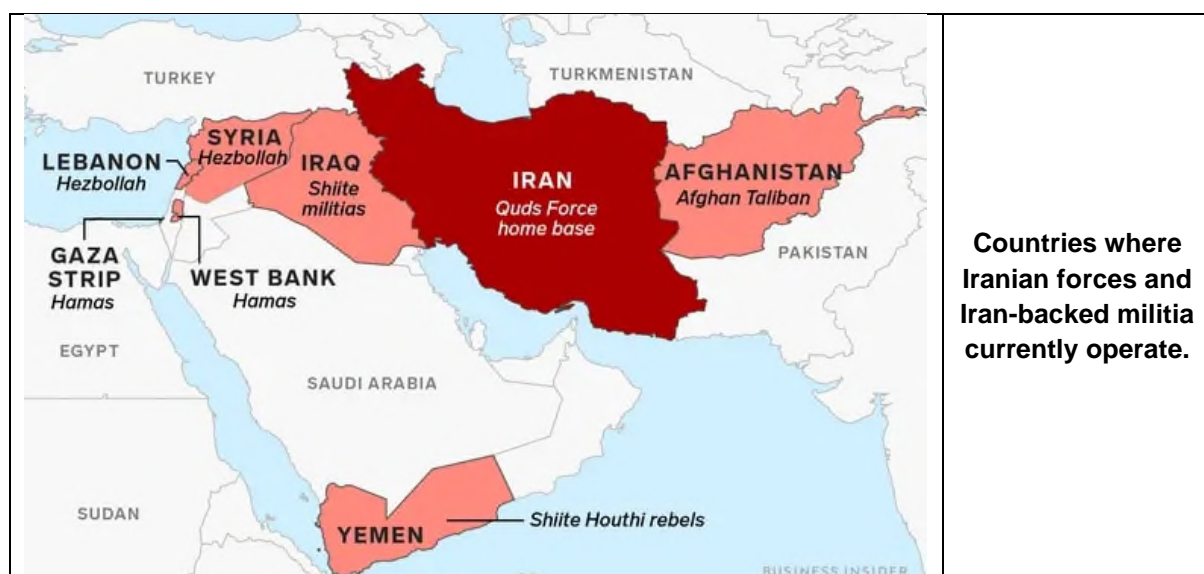 TURKEY
TURKMENISTAN
SYRIA
Hezbollah
LEBANON
Hezbollah
IRAQ
Shiite
militias
IRAN
Quds Force
home base
AFGHANISTAN
Afghan Taliban
PAKISTAN
GAZA
STRIP
Hamas
WEST BANK
Hamas
EGYPT
SAUDI ARABIA
SUDAN
YEMEN
Shiite Houthi rebels
BUSINESS INSIDER
Countries where
Iranian forces and
Iran-backed militia
currently operate.